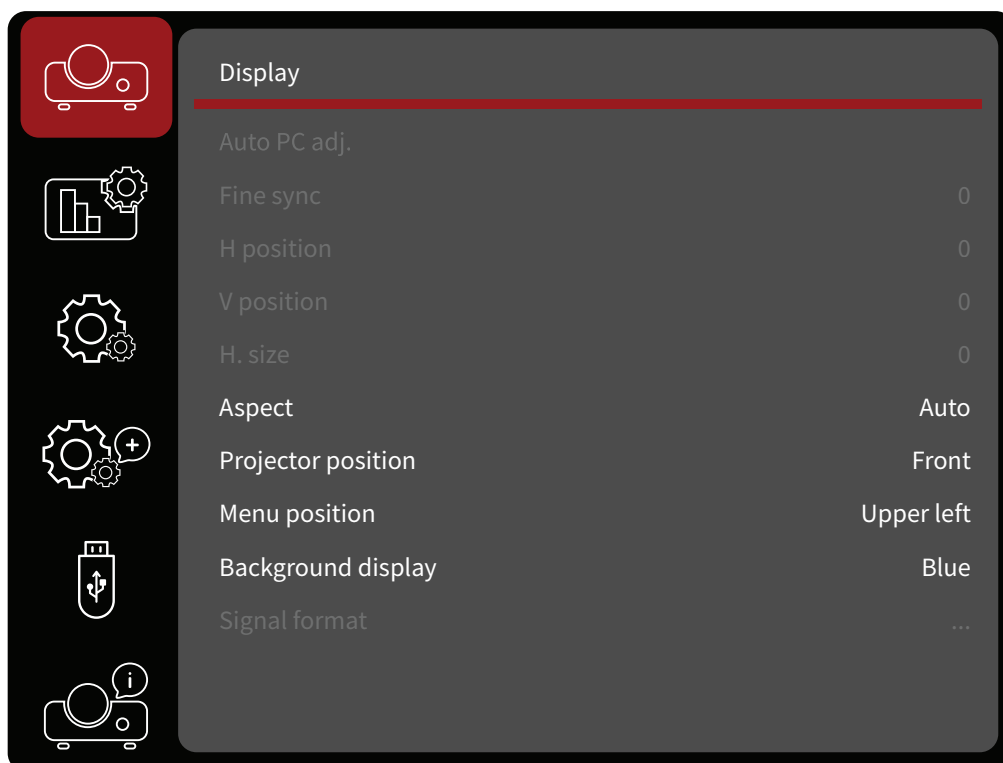 Display
Auto PC adj.
Fine sync 0
H position 0
V position 0
H. size 0
Aspect Auto
Projector position Front
Menu position Upper left
Background display Blue
Signal format ...